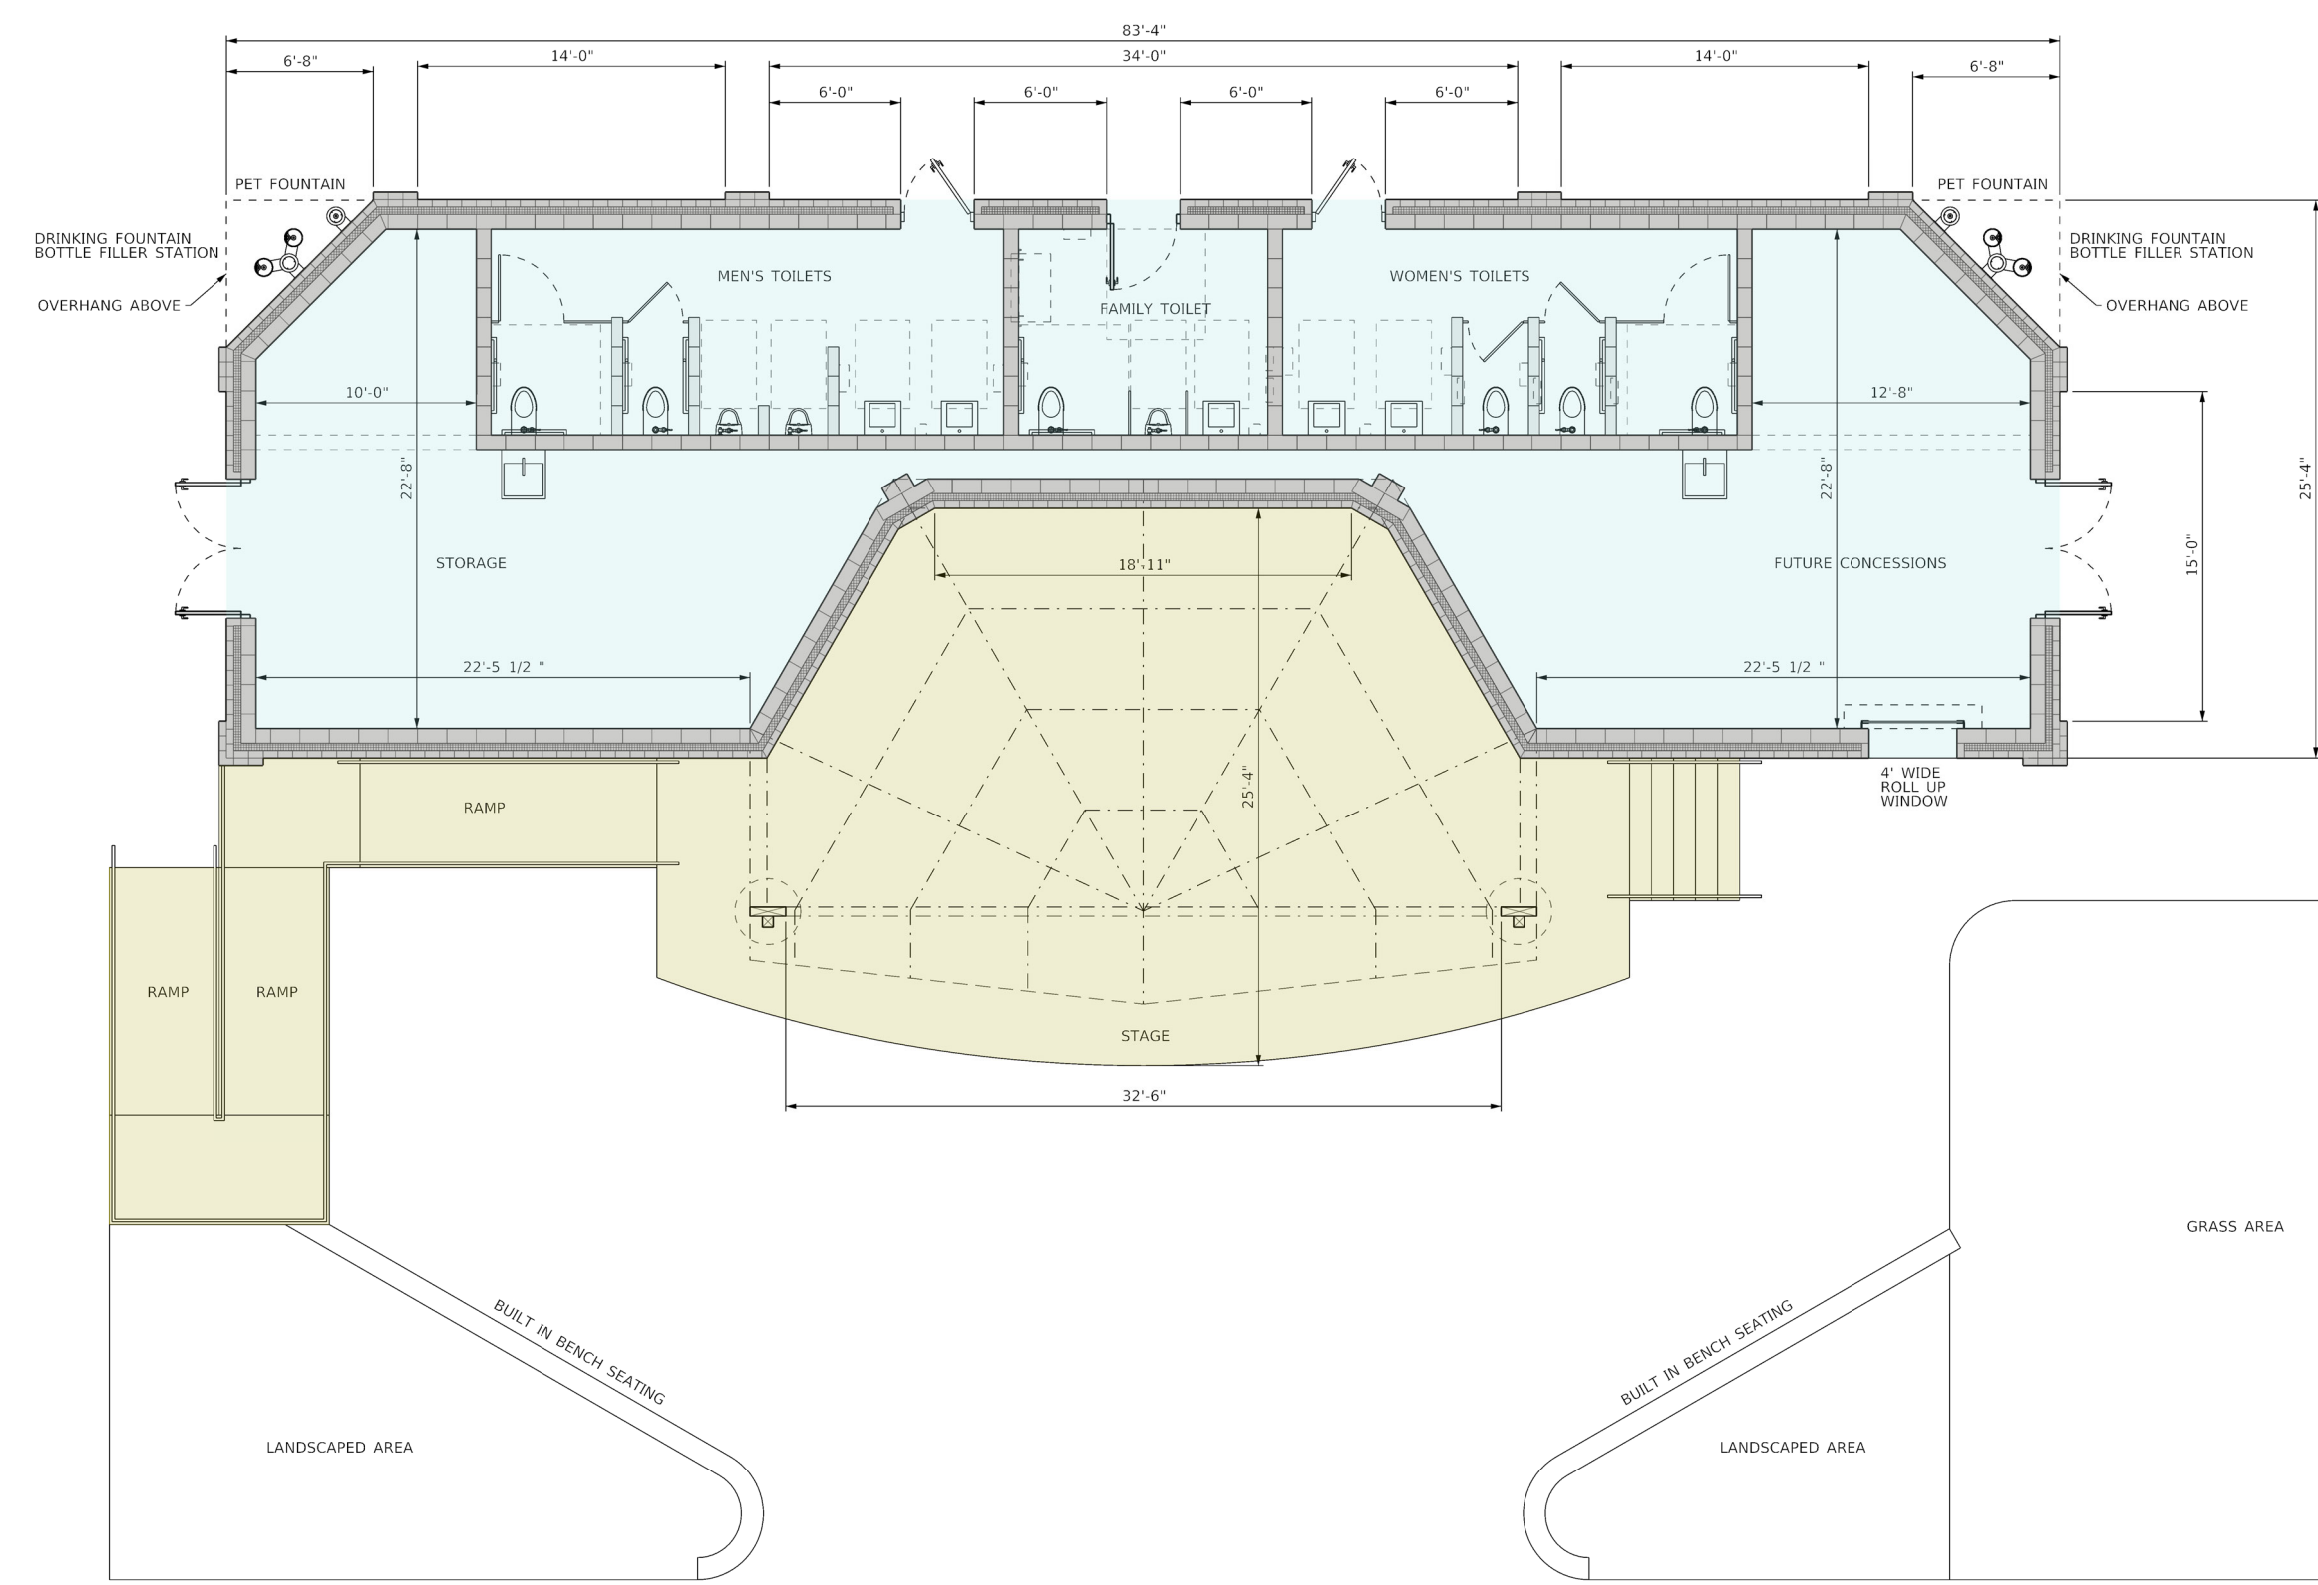 83'-4"
6'-8"
14'-0"
34'-0"
14'-0"
6'-8"
6'-0"
6'-0"
6'-0"
6'-0"
PET FOUNTAIN
PET FOUNTAIN
DRINKING FOUNTAIN
BOTTLE FILLER STATION
OVERHANG ABOVE
MEN'S TOILETS
FAMILY TOILET
WOMEN'S TOILETS
DRINKING FOUNTAIN
BOTTLE FILLER STATION
OVERHANG ABOVE
10'-0"
12'-8"
22'-8"
22'-8"
25'-4"
15'-0"
STORAGE
18'-11"
FUTURE CONCESSIONS
22'-5 1/2 "
22'-5 1/2 "
25'-4"
4' WIDE
ROLL UP
WINDOW
RAMP
RAMP
RAMP
STAGE
32'-6"
GRASS AREA
BUILT IN BENCH SEATING
BUILT IN BENCH SEATING
LANDSCAPED AREA
LANDSCAPED AREA